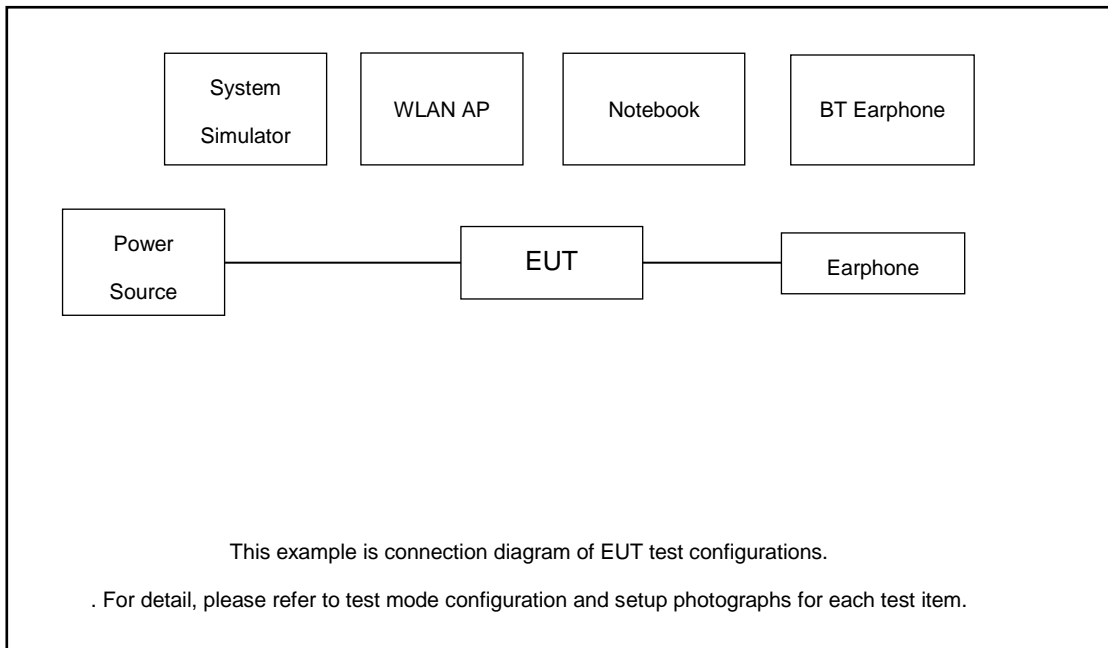 System
Simulator
WLAN AP
Notebook
BT Earphone
Power
Source
EUT
Earphone
This example is connection diagram of EUT test configurations.
. For detail, please refer to test mode configuration and setup photographs for each test item.